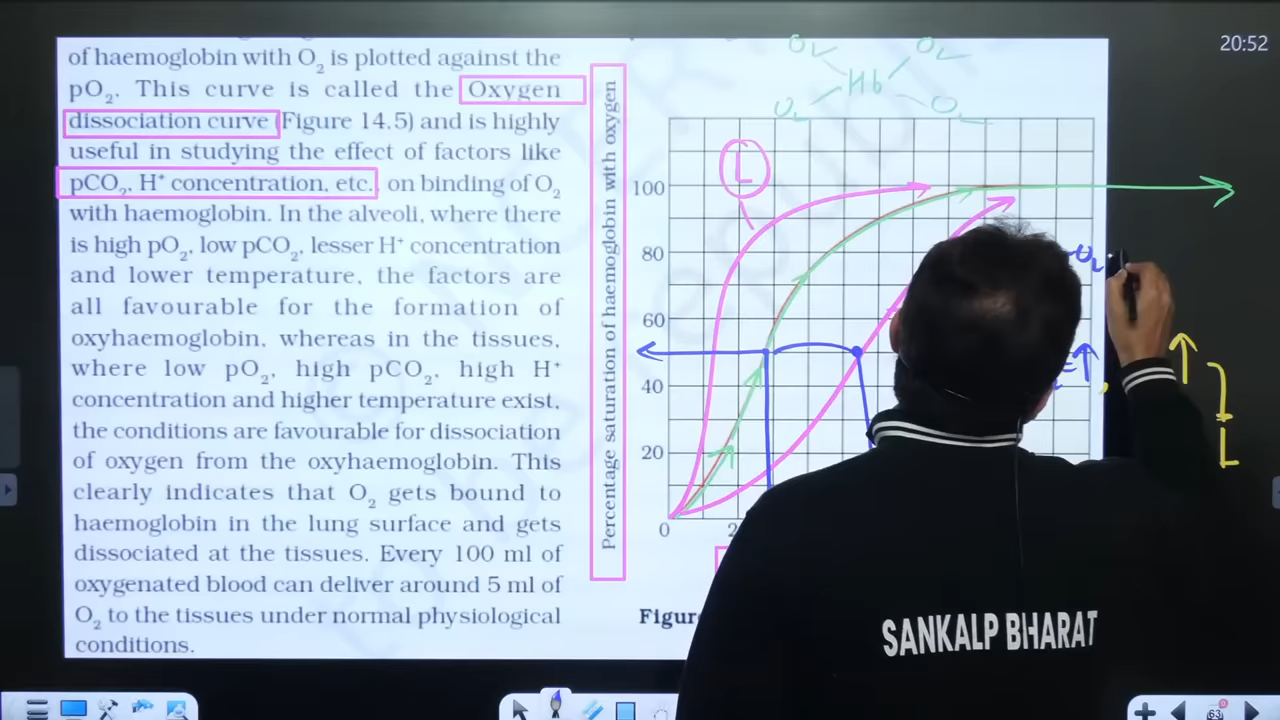 20:52
of haemoglobin with O₂ is plotted against the
pO₂. This curve is called the Oxygen
dissociation curve (Figure 14.5) and is highly
useful in studying the effect of factors like
pCO₂, H⁺ concentration, etc., on binding of O₂
with haemoglobin. In the alveoli, where there
is high pO₂, low pCO₂, lesser H⁺ concentration
and lower temperature, the factors are
all favourable for the formation of
oxyhaemoglobin, whereas in the tissues,
where low pO₂, high pCO₂, high H⁺
concentration and higher temperature exist,
the conditions are favourable for dissociation
of oxygen from the oxyhaemoglobin. This
clearly indicates that O₂ gets bound to
haemoglobin in the lung surface and gets
dissociated at the tissues. Every 100 ml of
oxygenated blood can deliver around 5 ml of
O₂ to the tissues under normal physiological
conditions.
Percentage saturation of haemoglobin with oxygen
O₂ O₂
Hb
O₂ O₂
L
100
80
60
40
20
0
L
SANKALP BHARAT
63